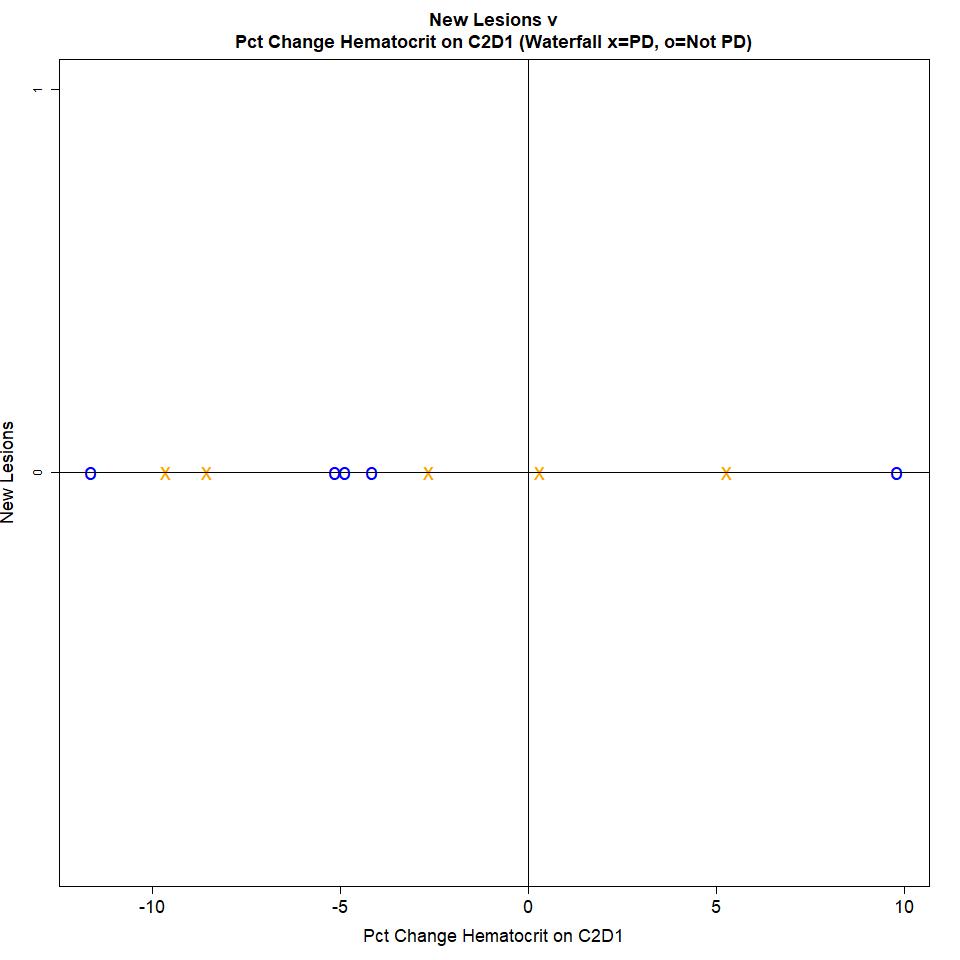 New Lesions v
Pct Change Hematocrit on C2D1 (Waterfall x=PD, o=Not PD)
1
New Lesions
0
o x x o o o x x x o
-10 -5 0 5 10
Pct Change Hematocrit on C2D1